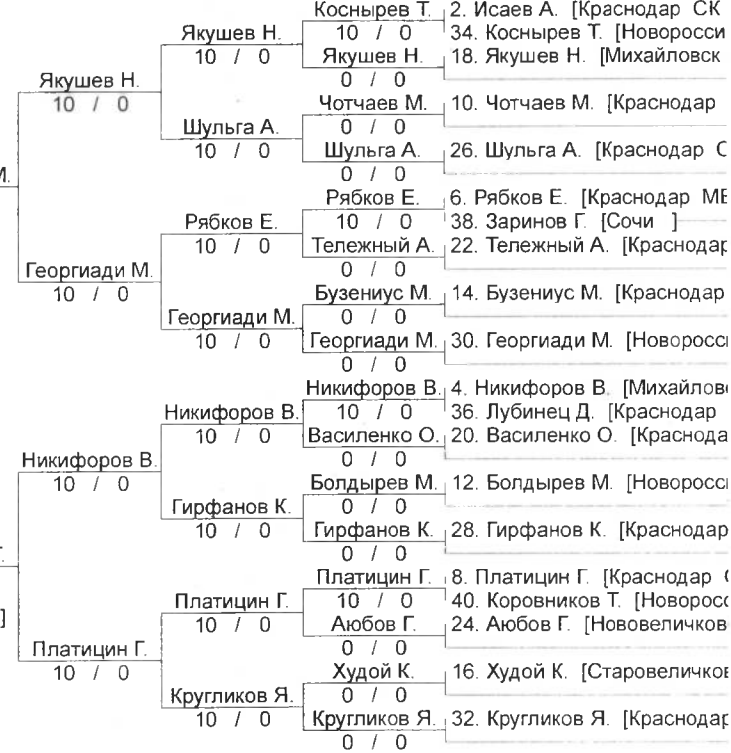 Коснырев Т. 2. Исаев А. [Краснодар СК
Якушев Н. 10 / 0 34. Коснырев Т. [Новоросси
10 / 0 Якушев Н. 18. Якушев Н. [Михайловск
0 / 0
Якушев Н.
10 / 0 Чотчаев М. 10. Чотчаев М. [Краснодар
Шульга А. 0 / 0
10 / 0 Шульга А. 26. Шульга А. [Краснодар С
0 / 0
М.
Рябков Е. 6. Рябков Е. [Краснодар МЕ
Рябков Е. 10 / 0 38. Заринов Г. [Сочи ]
10 / 0 Тележный А. 22. Тележный А. [Краснодар
0 / 0
Георгиади М.
10 / 0 Бузениус М. 14. Бузениус М. [Краснодар
Георгиади М. 0 / 0
10 / 0 Георгиади М. 30. Георгиади М. [Новоросси
0 / 0
Никифоров В. 4. Никифоров В. [Михайлов
Никифоров В. 10 / 0 36. Лубинец Д. [Краснодар
10 / 0 Василенко О. 20. Василенко О. [Краснода
0 / 0
Никифоров В.
10 / 0 Болдырев М. 12. Болдырев М. [Новоросси
Гирфанов К. 0 / 0
10 / 0 Гирфанов К. 28. Гирфанов К. [Краснодар
0 / 0
Г.
Платицин Г. 8. Платицин Г. [Краснодар С
Платицин Г. 10 / 0 40. Коровников Т. [Новоросс
] 10 / 0 Аюбов Г. 24. Аюбов Г. [Нововеличков
0 / 0
Платицин Г.
10 / 0 Худой К. 16. Худой К. [Старовеличков
Кругликов Я. 0 / 0
10 / 0 Кругликов Я. 32. Кругликов Я. [Краснодар
0 / 0